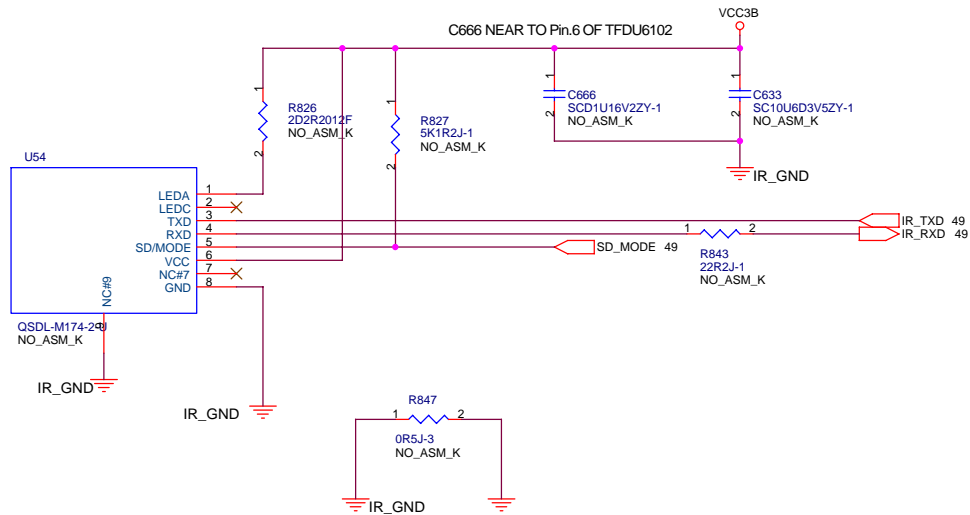 VCC3B
C666 NEAR TO Pin.6 OF TFDU6102
1
R826
2D2R2012F
NO_ASM_K
2
1
R827
5K1R2J-1
NO_ASM_K
2
1
C666
SCD1U16V2ZY-1
2
NO_ASM_K
1
C633
SC10U6D3V5ZY-1
2
NO_ASM_K
IR_GND
U54
LEDA 1
LEDC 2
TXD 3
RXD 4
SD/MODE 5
VCC 6
NC#7 7
GND 8
NC#9
9
QSDL-M174-2-U
NO_ASM_K
IR_TXD 49
IR_RXD 49
1 2
R843
22R2J-1
NO_ASM_K
SD_MODE 49
IR_GND
IR_GND
R847
1 2
0R5J-3
NO_ASM_K
IR_GND